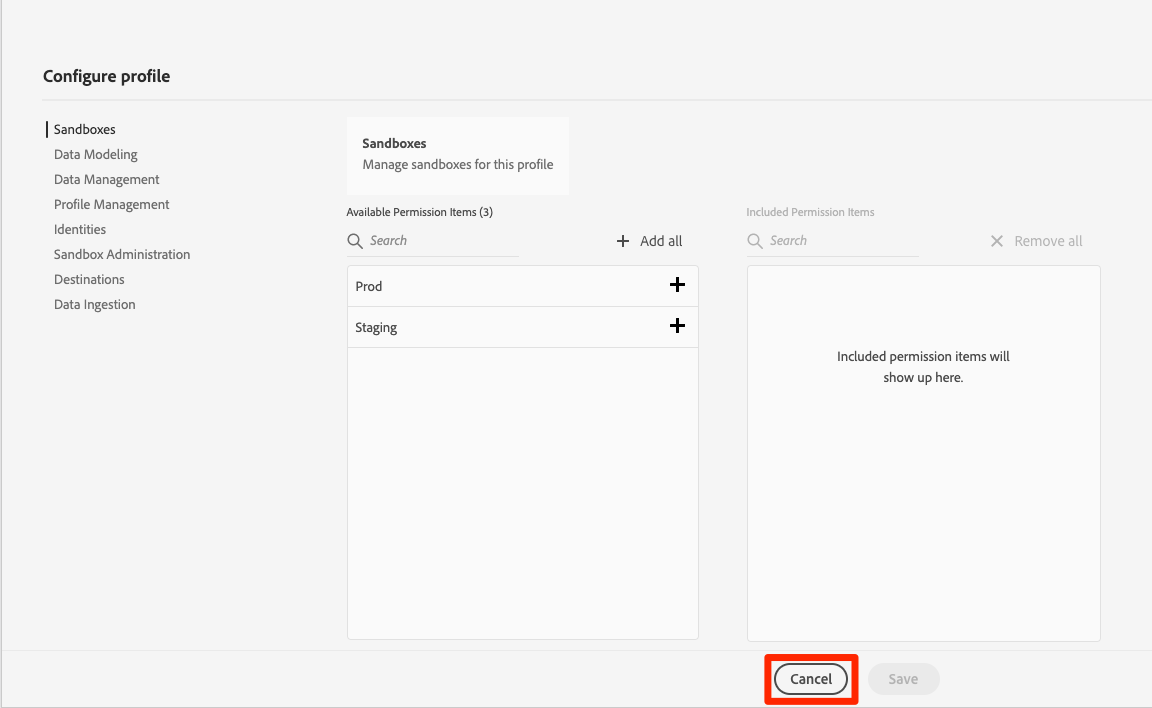 Configure profile
Sandboxes
Data Modeling
Data Management
Profile Management
Identities
Sandbox Administration
Destinations
Data Ingestion
Sandboxes
Manage sandboxes for this profile
Available Permission Items (3)
Search
Add all
Prod
Staging
Included Permission Items
Search
Remove all
Included permission items will
show up here.
Cancel
Save